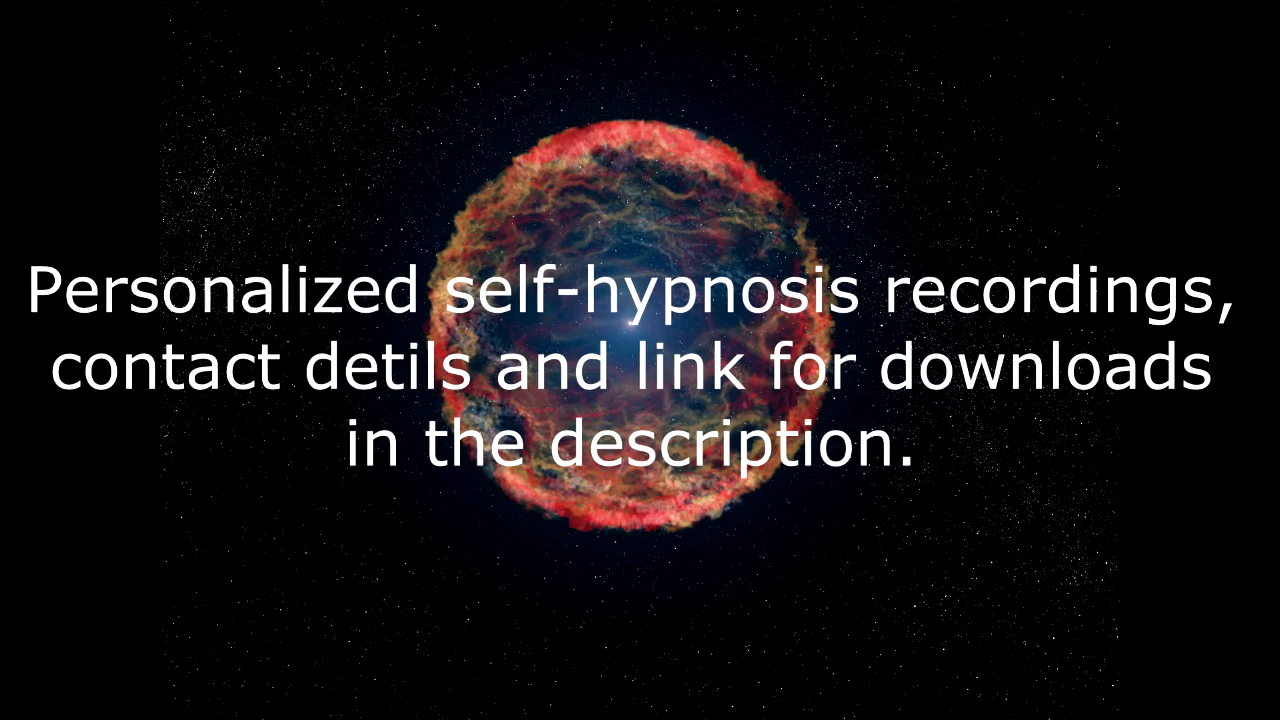 Personalized self-hypnosis recordings,
contact detils and link for downloads
in the description.